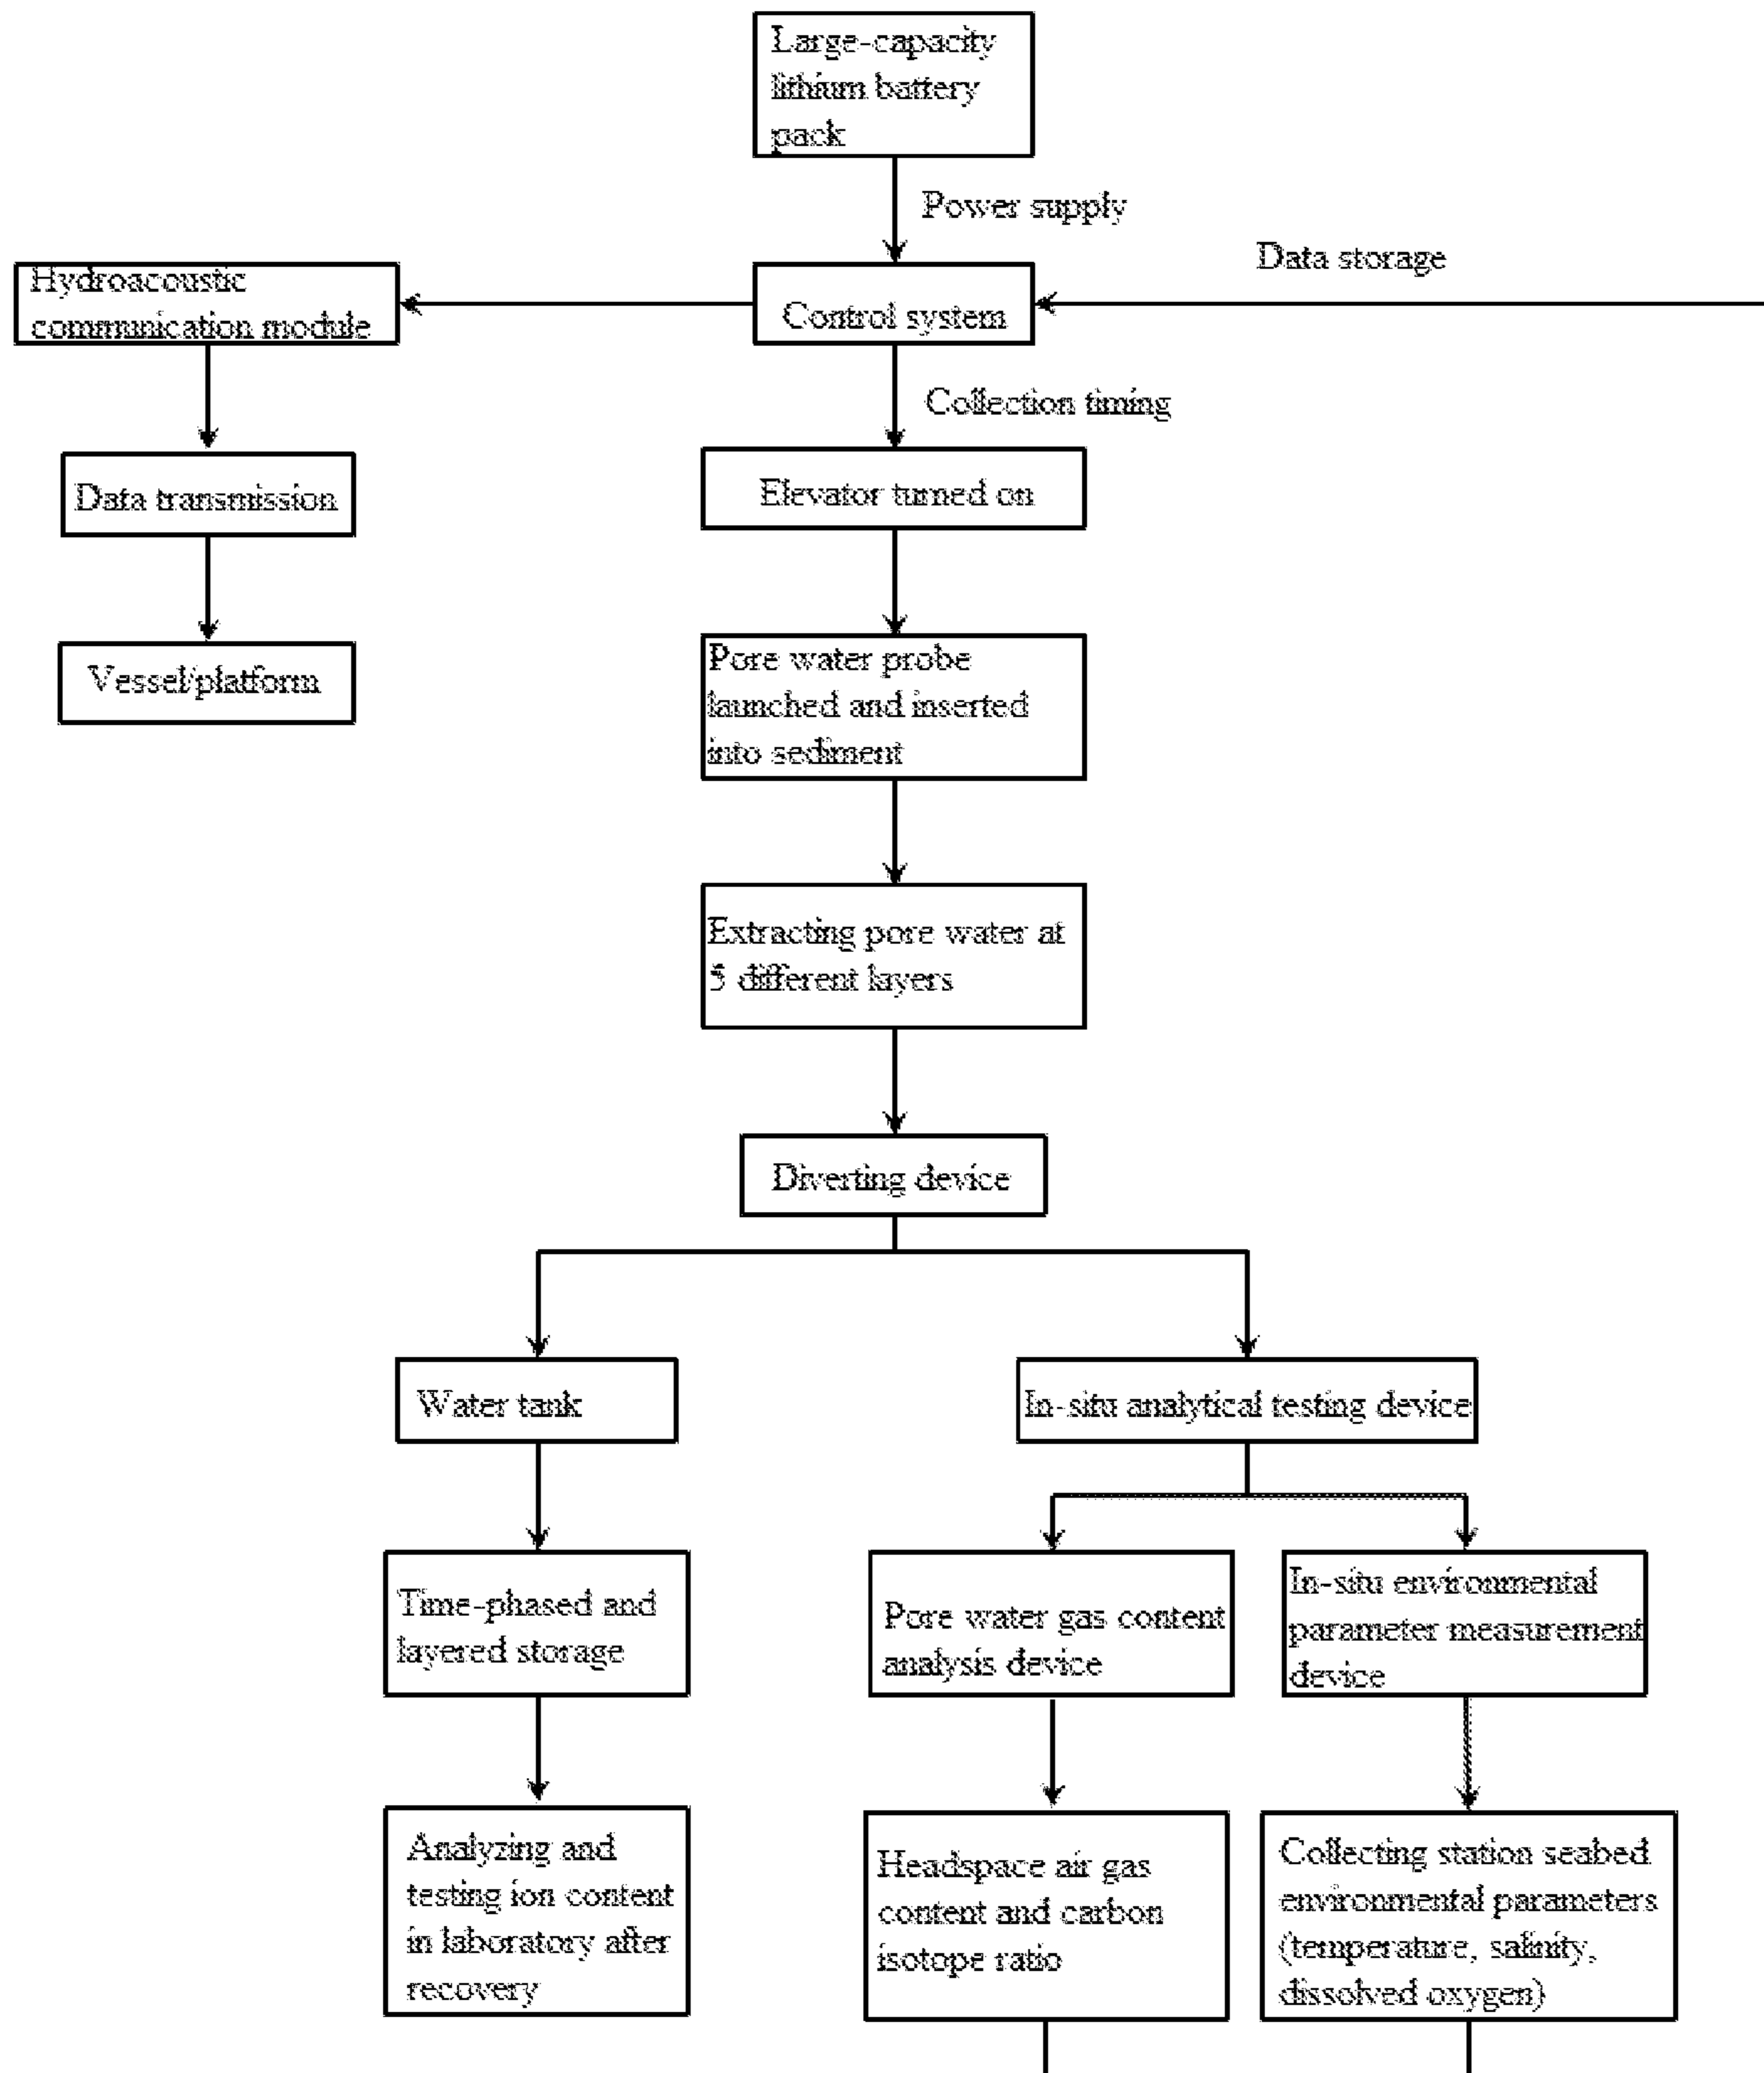 Large-capacity
lithium battery
pack
Power supply
Data storage
Hydroacoustic
communication module
Control system
Collection timing
Data transmission
Elevator turned on
Vessel/platform
Pore water probe
launched and inserted
into sediment
Extracting pore water at
5 different layers
Diverting device
Water tank
In-situ analytical testing device
Time-phased and
layered storage
Pore water gas content
analysis device
In-situ environmental
parameter measurement
device
Analyzing and
testing ion content
in laboratory after
recovery
Headspace air gas
content and carbon
isotope ratio
Collecting station seabed
environmental parameters
(temperature, salinity,
dissolved oxygen)